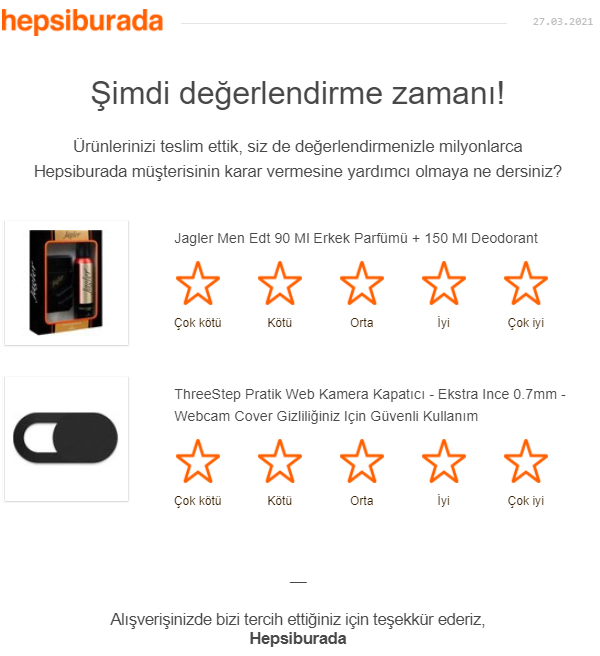 hepsiburada
27.03.2021
Şimdi değerlendirme zamanı!
Ürünlerinizi teslim ettik, siz de değerlendirmenizle milyonlarca
Hepsiburada müşterisinin karar vermesine yardımcı olmaya ne dersiniz?
Jagler
Jagler Men Edt 90 Ml Erkek Parfümü + 150 Ml Deodorant
Çok kötü Kötü Orta İyi Çok iyi
ThreeStep Pratik Web Kamera Kapatıcı - Ekstra Ince 0.7mm -
Webcam Cover Gizliliğiniz Için Güvenli Kullanım
Çok kötü Kötü Orta İyi Çok iyi
Alışverişinizde bizi tercih ettiğiniz için teşekkür ederiz,
Hepsiburada